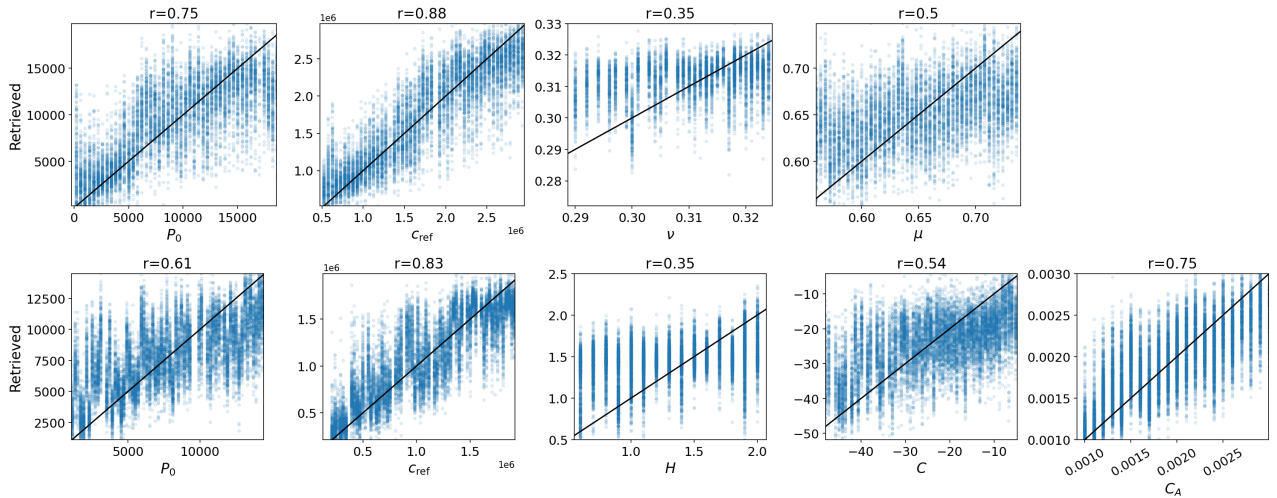 r=0.75
r=0.88
r=0.35
r=0.5
1e6
Retrieved
15000
10000
5000
2.5
2.0
1.5
1.0
0.33
0.32
0.31
0.30
0.29
0.28
0.70
0.65
0.60
0 5000 10000 15000
0.5 1.0 1.5 2.0 2.5
1e6
0.29 0.30 0.31 0.32
0.60 0.65 0.70
P₀
c_ref
ν
μ
r=0.61
r=0.83
r=0.35
r=0.54
r=0.75
1e6
Retrieved
12500
10000
7500
5000
2500
1.5
1.0
0.5
2.5
2.0
1.5
1.0
0.5
−10
−20
−30
−40
−50
0.0030
0.0025
0.0020
0.0015
0.0010
5000 10000
0.5 1.0 1.5
1e6
1.0 1.5 2.0
−40 −30 −20 −10
0.0010 0.0015 0.0020 0.0025
P₀
c_ref
H
C
C_A